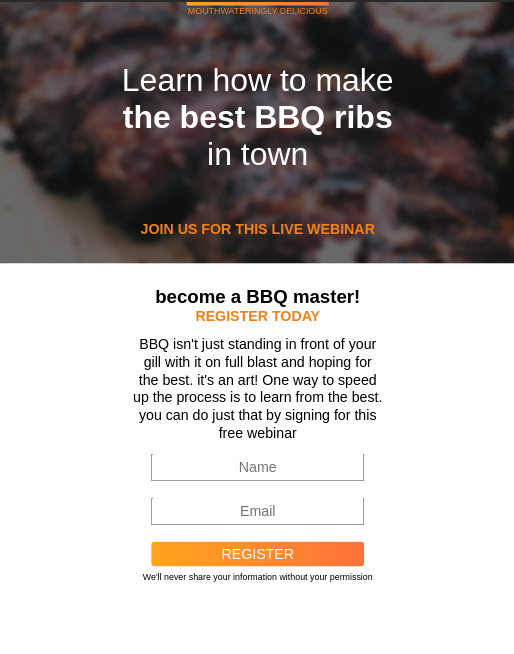 MOUTHWATERINGLY DELICIOUS
Learn how to make
the best BBQ ribs
in town
JOIN US FOR THIS LIVE WEBINAR
become a BBQ master!
REGISTER TODAY
BBQ isn't just standing in front of your
gill with it on full blast and hoping for
the best. it's an art! One way to speed
up the process is to learn from the best.
you can do just that by signing for this
free webinar
Name
Email
REGISTER
We'll never share your information without your permission